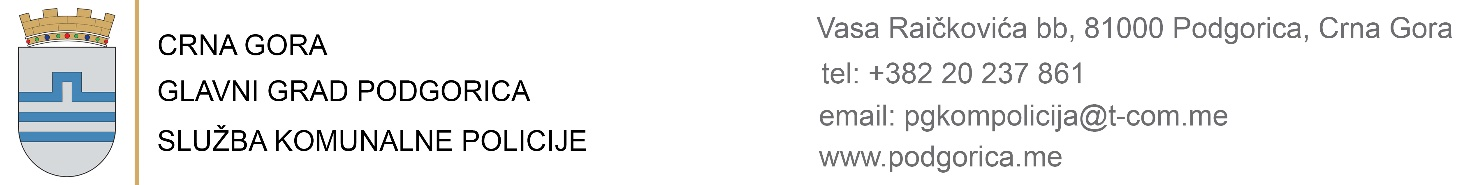 CRNA GORA
GLAVNI GRAD PODGORICA
SLUŽBA KOMUNALNE POLICIJE
Vasa Raičkovića bb, 81000 Podgorica, Crna Gora
tel: +382 20 237 861
email: pgkompolicija@t-com.me
www.podgorica.me